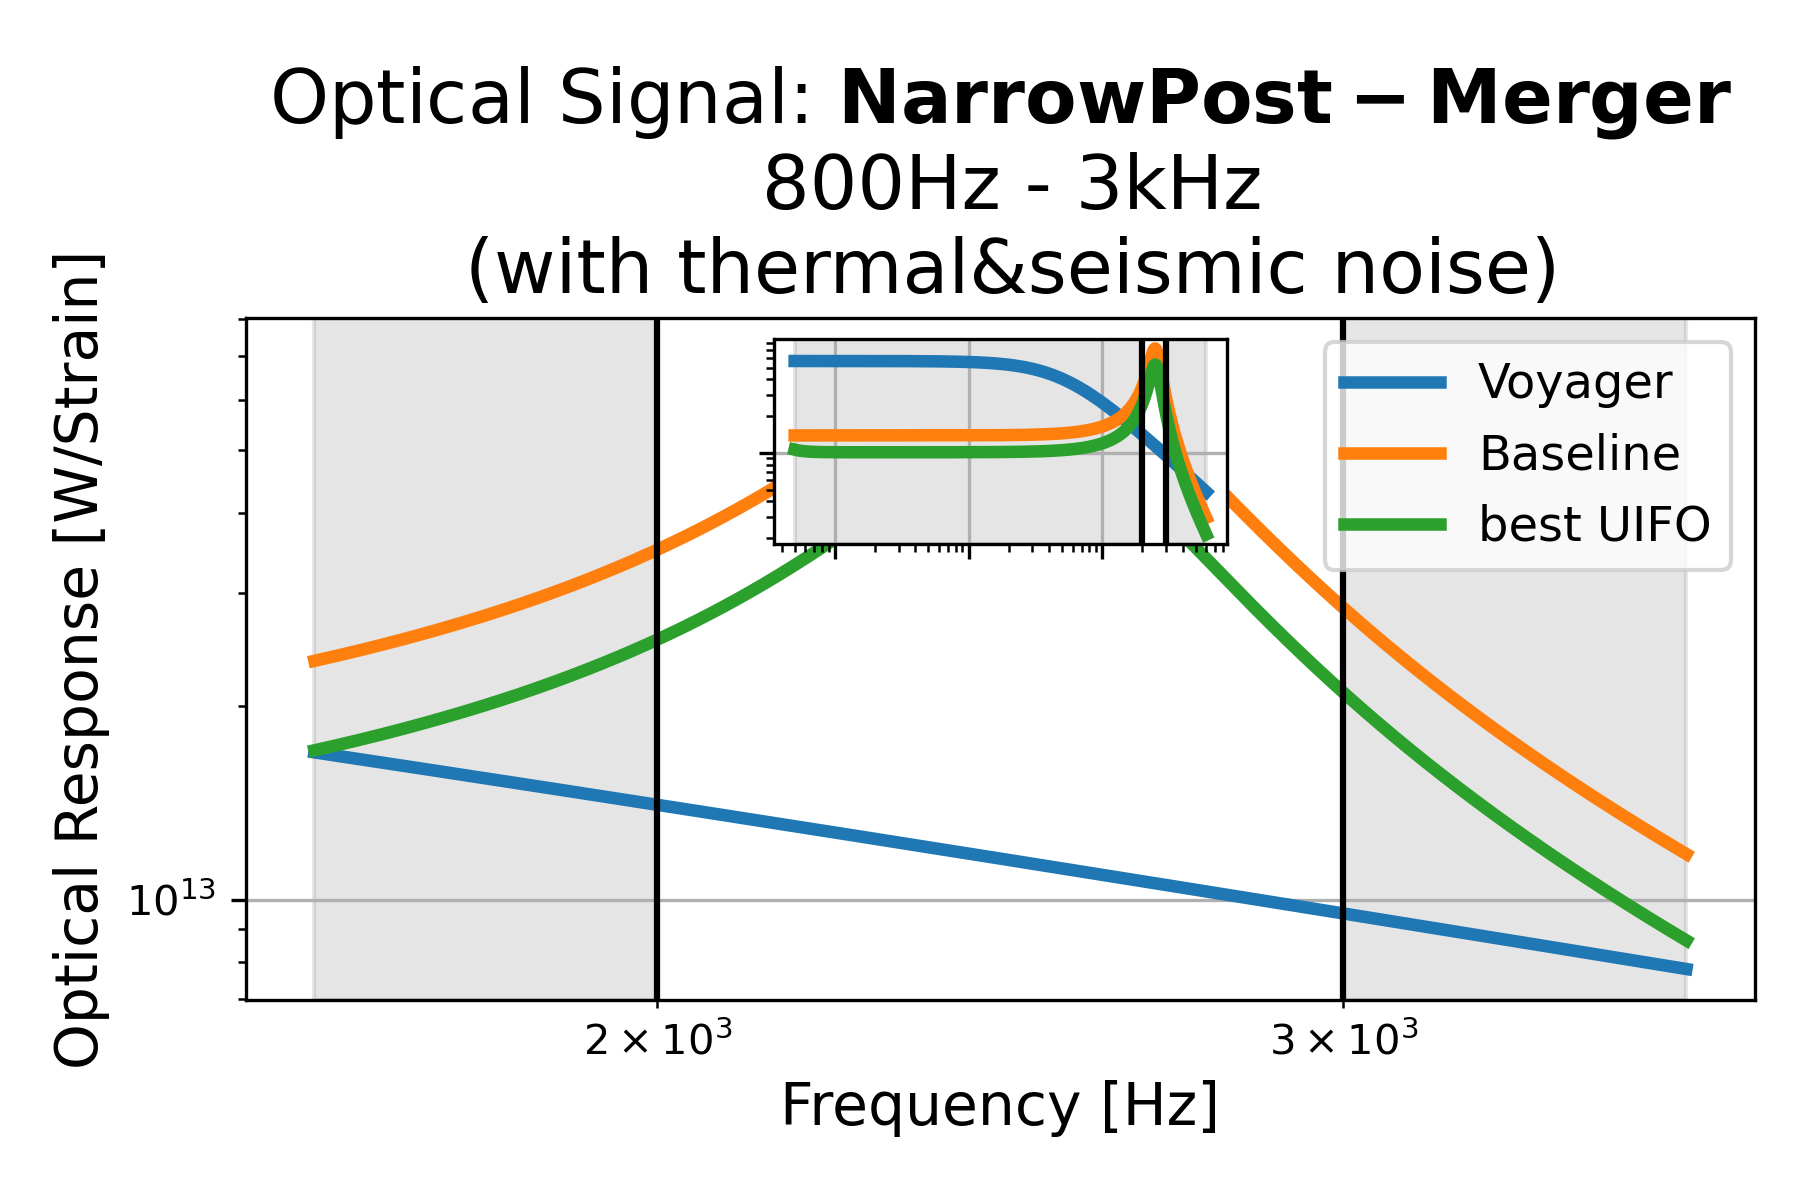 Optical Signal: NarrowPost − Merger
800Hz - 3kHz
(with thermal&seismic noise)
Optical Response [W/Strain]
Voyager
Baseline
best UIFO
10¹³
2 × 10³
3 × 10³
Frequency [Hz]